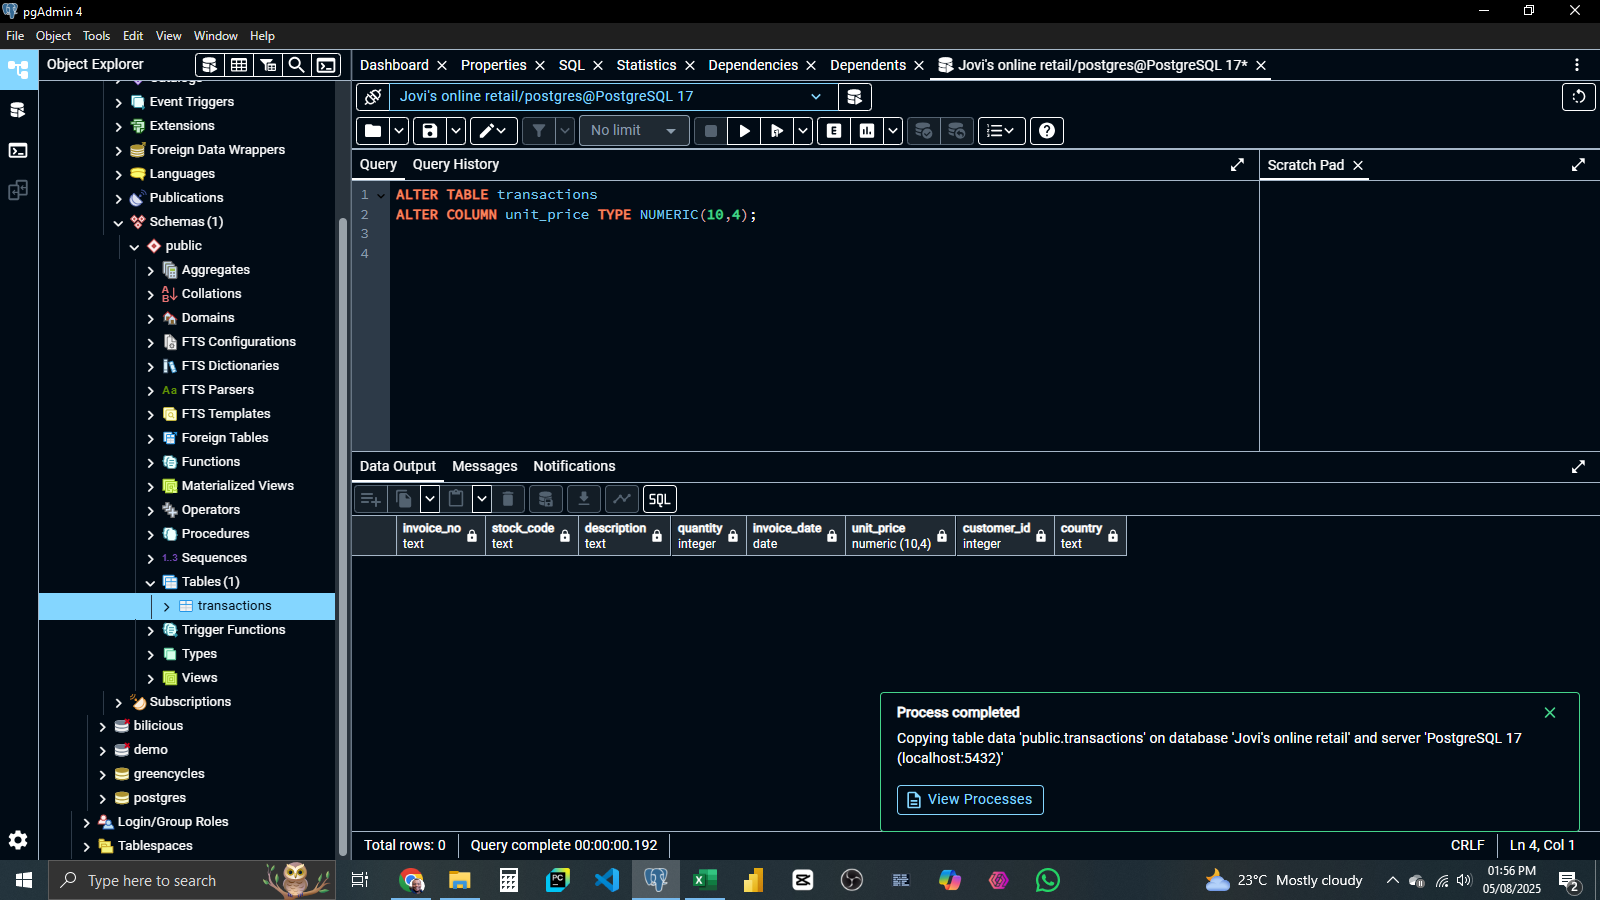 pgAdmin 4
File Object Tools Edit View Window Help
Object Explorer
Dashboard Properties SQL Statistics Dependencies Dependents Jovi's online retail/postgres@PostgreSQL 17*
Event Triggers
Extensions
Foreign Data Wrappers
Languages
Publications
Schemas (1)
public
Aggregates
Collations
Domains
FTS Configurations
FTS Dictionaries
Aa FTS Parsers
FTS Templates
Foreign Tables
Functions
Materialized Views
Operators
Procedures
1..3 Sequences
Tables (1)
transactions
Trigger Functions
Types
Views
Subscriptions
bilicious
demo
greencycles
postgres
Login/Group Roles
Tablespaces
Jovi's online retail/postgres@PostgreSQL 17
No limit
E
Query Query History
Scratch Pad
1 ALTER TABLE transactions
2 ALTER COLUMN unit_price TYPE NUMERIC(10,4);
3
4
Data Output Messages Notifications
SQL
invoice_no stock_code description quantity invoice_date unit_price customer_id country
text text text integer date numeric (10,4) integer text
Process completed
Copying table data 'public.transactions' on database 'Jovi's online retail' and server 'PostgreSQL 17
(localhost:5432)'
View Processes
Total rows: 0 Query complete 00:00:00.192 CRLF Ln 4, Col 1
Type here to search
PC
23°C Mostly cloudy
01:56 PM
05/08/2025
2